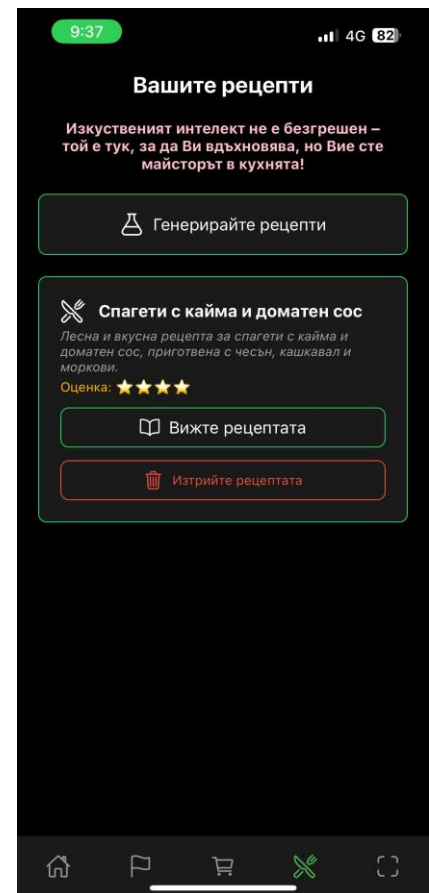 9:37
4G 82
Вашите рецепти
Изкуственият интелект не е безгрешен –
той е тук, за да Ви вдъхновява, но Вие сте
майсторът в кухнята!
Генерирайте рецепти
Спагети с кайма и доматен сос
Лесна и вкусна рецепта за спагети с кайма и
доматен сос, приготвена с чесън, кашкавал и
моркови.
Оценка: ⭐⭐⭐⭐
Вижте рецептата
Изтрийте рецептата